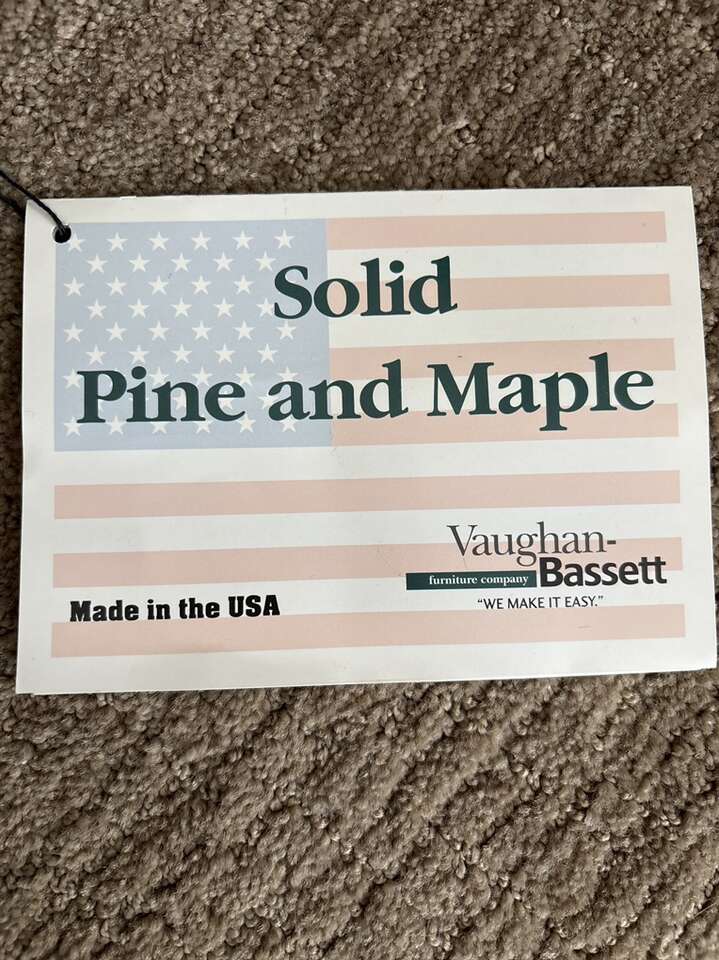 Solid
Pine and Maple
Vaughan-
furniture company Bassett
"WE MAKE IT EASY."
Made in the USA